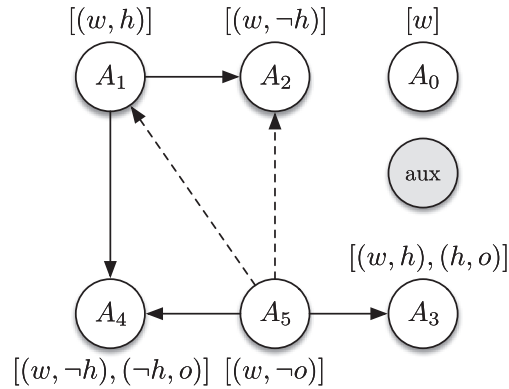 [(w, h)] [(w, ¬h)] [w]
A₁ A₂ A₀
aux
[(w, h), (h, o)]
A₄ A₅ A₃
[(w, ¬h), (¬h, o)] [(w, ¬o)]